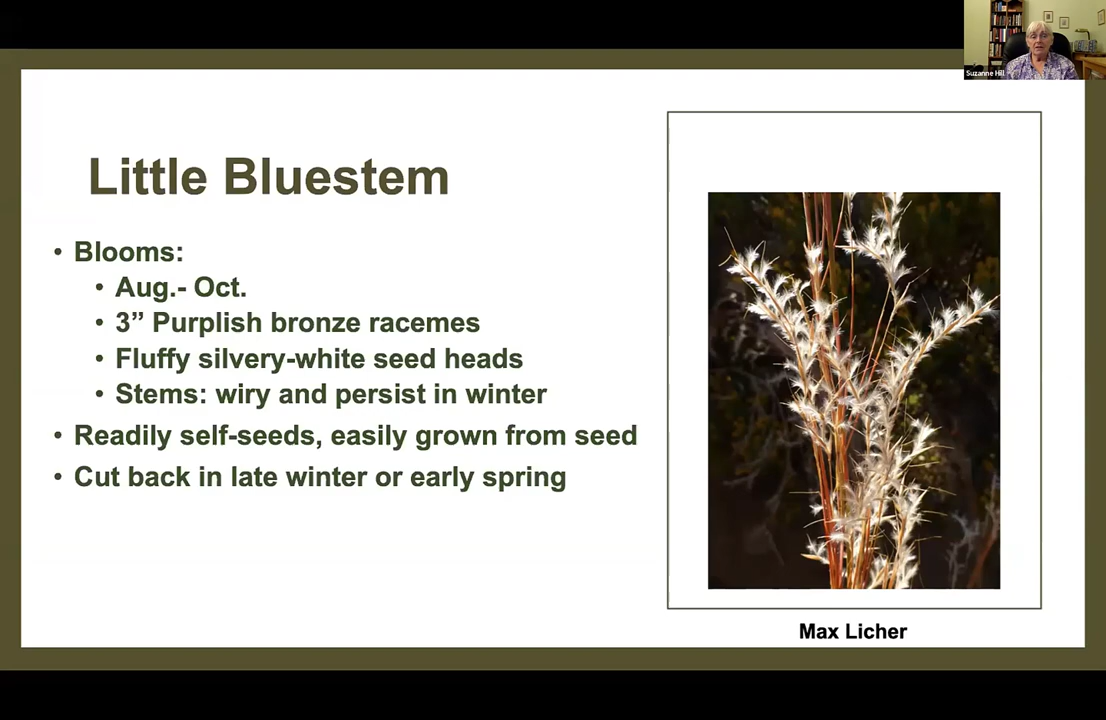 Suzanne Hill
Little Bluestem
• Blooms:
• Aug.- Oct.
• 3” Purplish bronze racemes
• Fluffy silvery-white seed heads
• Stems: wiry and persist in winter
• Readily self-seeds, easily grown from seed
• Cut back in late winter or early spring
Max Licher